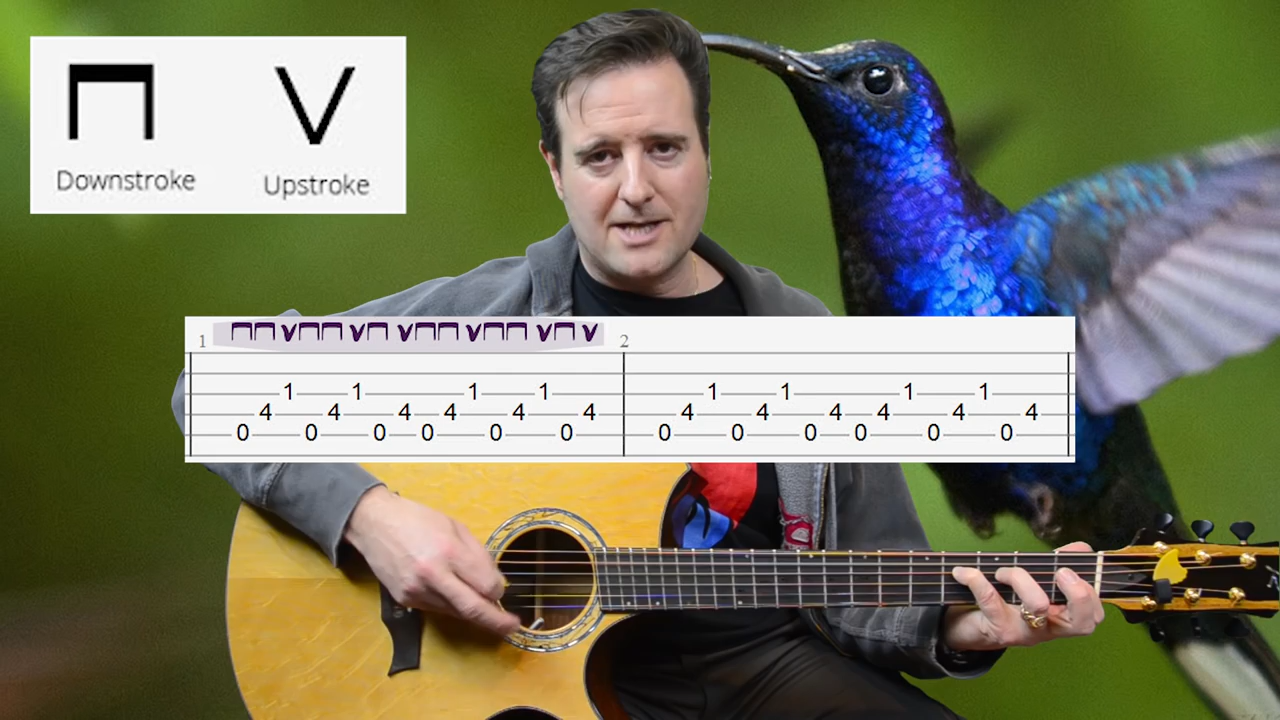 Downstroke Upstroke
1 2
1 1 1 1 1 1 1 1
4 4 4 4 4 4 4 4 4 4 4 4
0 0 0 0 0 0 0 0 0 0 0 0